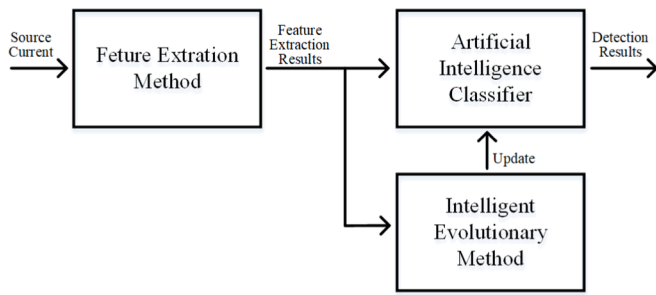 Source
Current
Feture Extration
Method
Feature
Extraction
Results
Artificial
Intelligence
Classifier
Detection
Results
Update
Intelligent
Evolutionary
Method